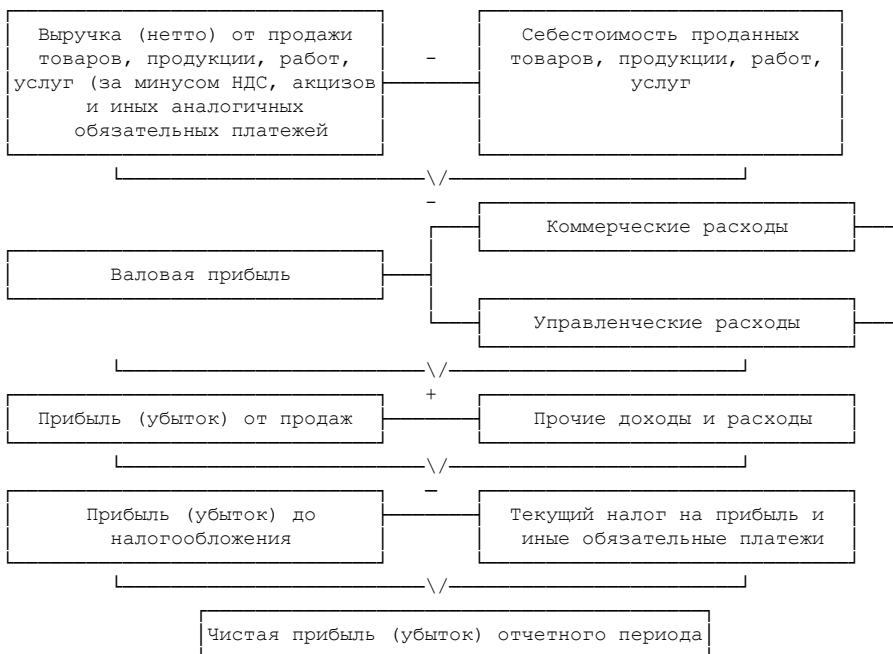 Выручка (нетто) от продажи
товаров, продукции, работ,
услуг (за минусом НДС, акцизов
и иных аналогичных
обязательных платежей
-
Себестоимость проданных
товаров, продукции, работ,
услуг
\/
-
Коммерческие расходы
Валовая прибыль
Управленческие расходы
\/
+
Прибыль (убыток) от продаж
Прочие доходы и расходы
\/
-
Прибыль (убыток) до
налогообложения
Текущий налог на прибыль и
иные обязательные платежи
\/
Чистая прибыль (убыток) отчетного периода